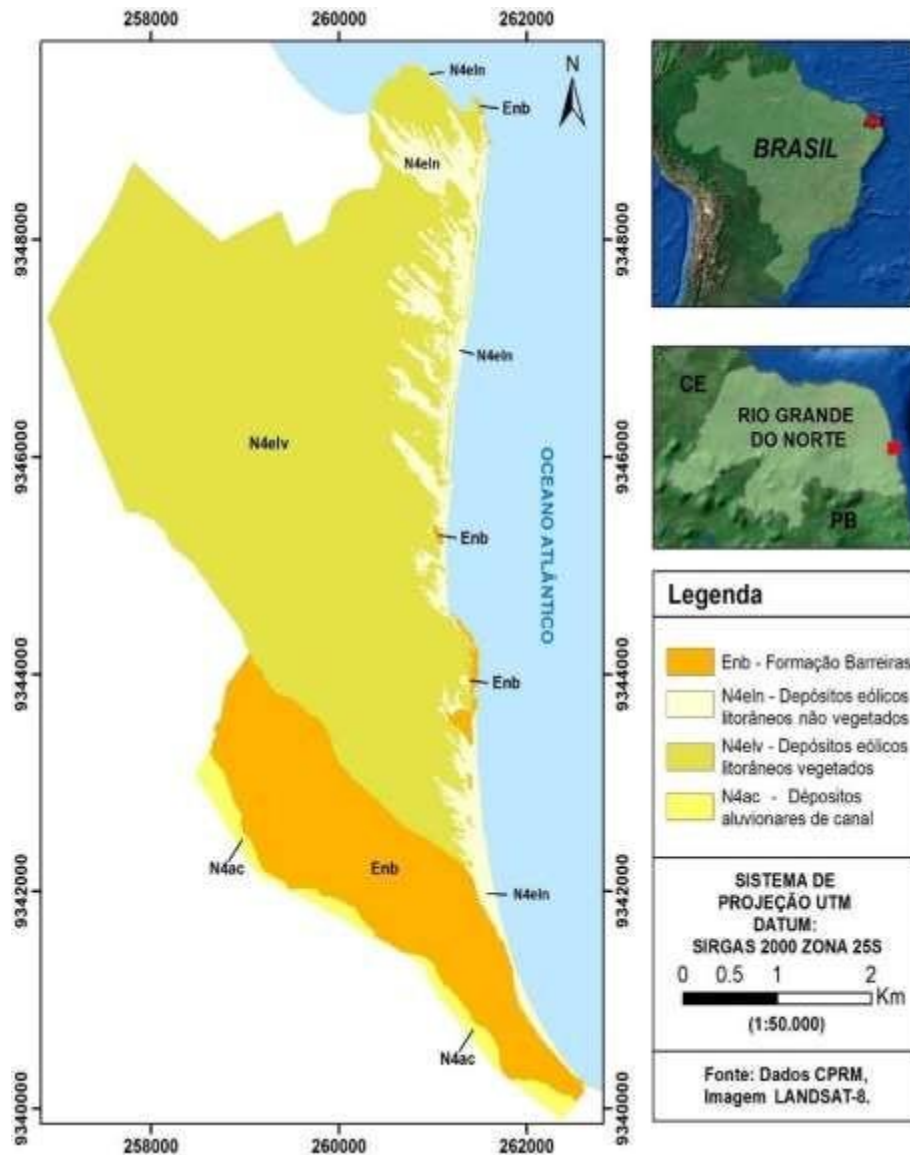 258000 260000 262000
9348000
9346000
9344000
9342000
9340000
N4eln
Enb
N
N4eln
N4eln
N4elv
OCEANO ATLÂNTICO
Enb
Enb
Enb
N4ac
N4eln
N4ac
9348000
9346000
9344000
9342000
9340000
258000 260000 262000
BRASIL
CE
RIO GRANDE
DO NORTE
PB
Legenda
Enb - Formação Barreiras
N4eln - Depósitos eólicos
litorâneos não vegetados
N4elv - Depósitos eólicos
litorâneos vegetados
N4ac - Dépositos
aluvionares de canal
SISTEMA DE
PROJEÇÃO UTM
DATUM:
SIRGAS 2000 ZONA 25S
0 0.5 1 2
Km
(1:50.000)
Fonte: Dados CPRM,
Imagem LANDSAT-8.